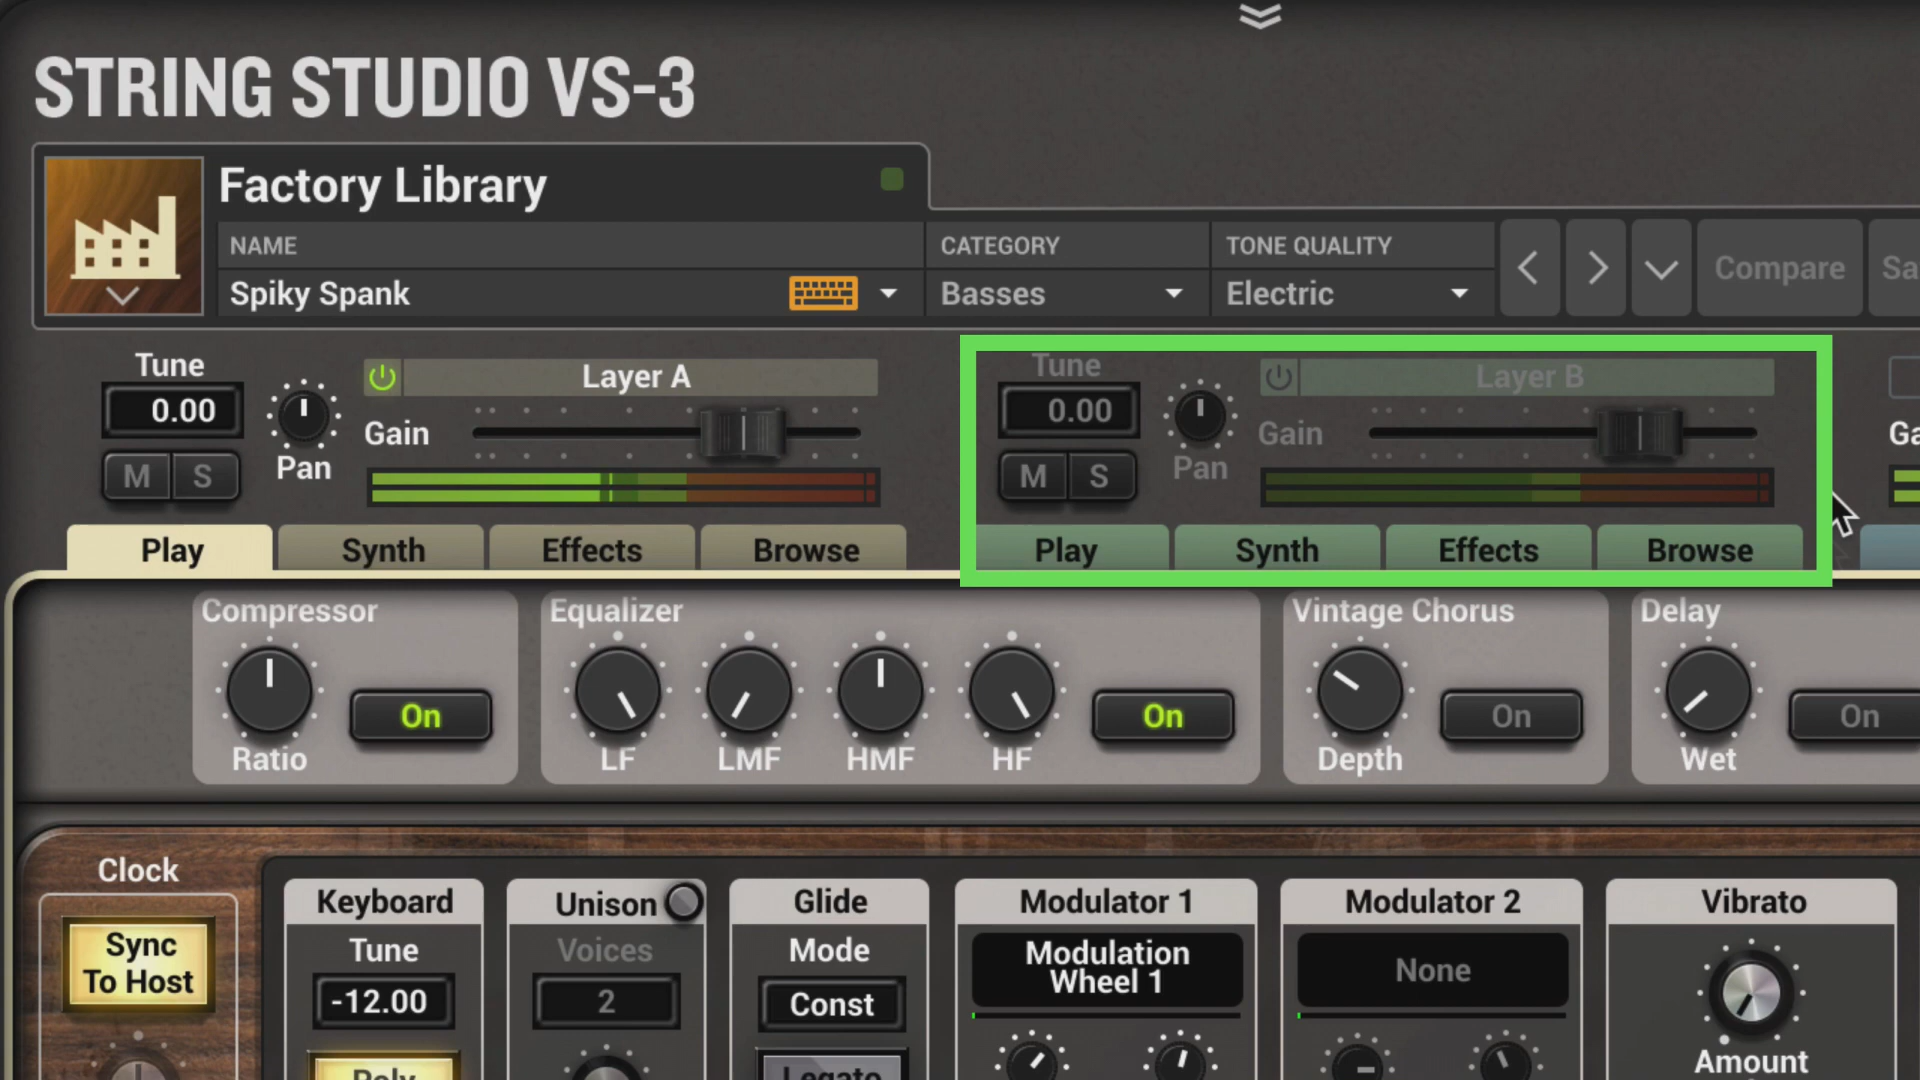 STRING STUDIO VS-3
Factory Library
NAME CATEGORY TONE QUALITY
Spiky Spank Basses Electric Compare
Tune Layer A Tune Layer B
0.00 0.00
Gain Gain
Pan Pan
M S M S
Play Synth Effects Browse Play Synth Effects Browse
Compressor Equalizer Vintage Chorus Delay
On On On On
Ratio LF LMF HMF HF Depth Wet
Clock
Keyboard Unison Glide Modulator 1 Modulator 2 Vibrato
Sync
To Host
Tune Voices Mode Modulation
Wheel 1 None
-12.00 2 Const
Poly Legato Amount